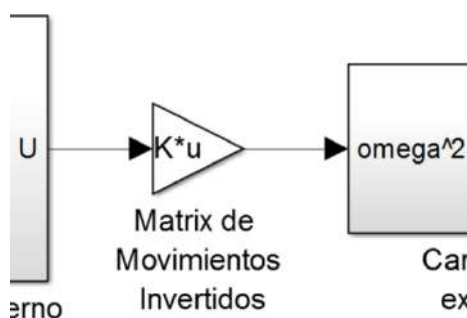 U
K*u
omega^2
Matrix de
Movimientos
Invertidos